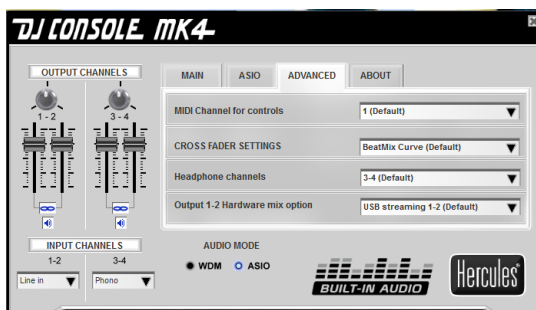 DJ CONSOLE MK4
OUTPUT CHANNELS
1 - 2
3 - 4
INPUT CHANNELS
1-2
3-4
Line in
Phono
MAIN
ASIO
ADVANCED
ABOUT
MIDI Channel for controls
1 (Default)
CROSS FADER SETTINGS
BeatMix Curve (Default)
Headphone channels
3-4 (Default)
Output 1-2 Hardware mix option
USB streaming 1-2 (Default)
AUDIO MODE
WDM
ASIO
BUILT-IN AUDIO
Hercules®